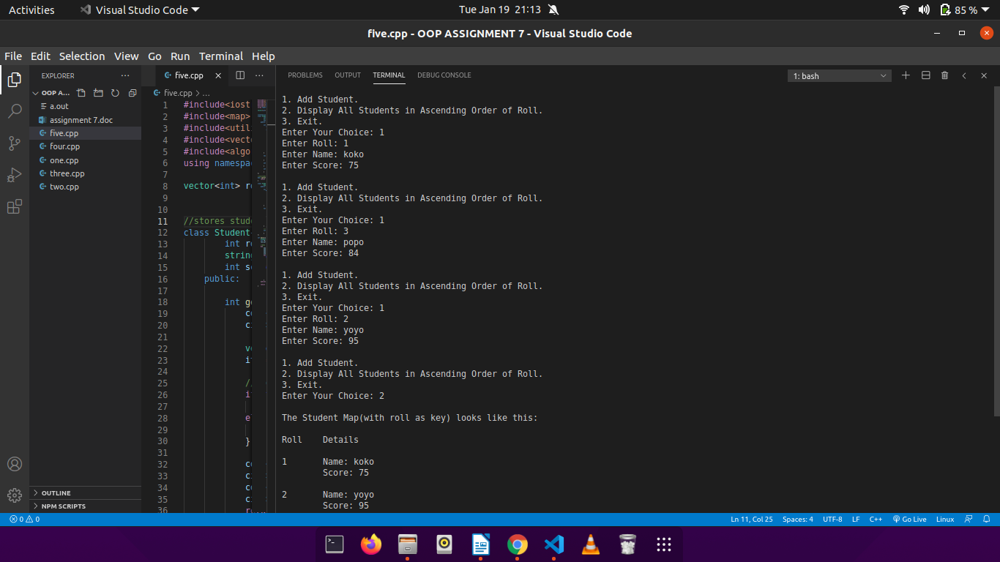 Activities
Visual Studio Code
Tue Jan 19 21:13
85 %
five.cpp - OOP ASSIGNMENT 7 - Visual Studio Code
File Edit Selection View Go Run Terminal Help
EXPLORER
OOP A...
a.out
assignment 7.doc
five.cpp
four.cpp
one.cpp
three.cpp
two.cpp
OUTLINE
NPM SCRIPTS
five.cpp
five.cpp > ...
1 #include<iost
2 #include<map>
3 #include<util
4 #include<vect
5 #include<algo
6 using namespa
7
8 vector<int> r
9
10
11 //stores stud
12 class Student
13 int r
14 strin
15 int s
16 public:
17
18 int g
19 c
20 c
21
22 v
23 i
24
25 /
26 i
27
28 e
29
30 }
31
32 c
33 c
34 c
35 c
36 r
PROBLEMS OUTPUT TERMINAL DEBUG CONSOLE
1: bash
1. Add Student.
2. Display All Students in Ascending Order of Roll.
3. Exit.
Enter Your Choice: 1
Enter Roll: 1
Enter Name: koko
Enter Score: 75
1. Add Student.
2. Display All Students in Ascending Order of Roll.
3. Exit.
Enter Your Choice: 1
Enter Roll: 3
Enter Name: popo
Enter Score: 84
1. Add Student.
2. Display All Students in Ascending Order of Roll.
3. Exit.
Enter Your Choice: 1
Enter Roll: 2
Enter Name: yoyo
Enter Score: 95
1. Add Student.
2. Display All Students in Ascending Order of Roll.
3. Exit.
Enter Your Choice: 2
The Student Map(with roll as key) looks like this:
Roll Details
1 Name: koko
Score: 75
2 Name: yoyo
Score: 95
0 0
Ln 11, Col 25 Spaces: 4 UTF-8 LF C++ Go Live Linux